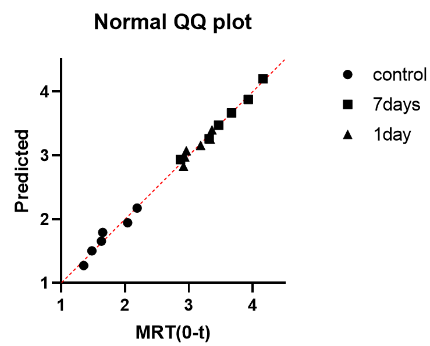 Normal QQ plot
control
7days
1day
Predicted
4
3
2
1
1 2 3 4
MRT(0-t)